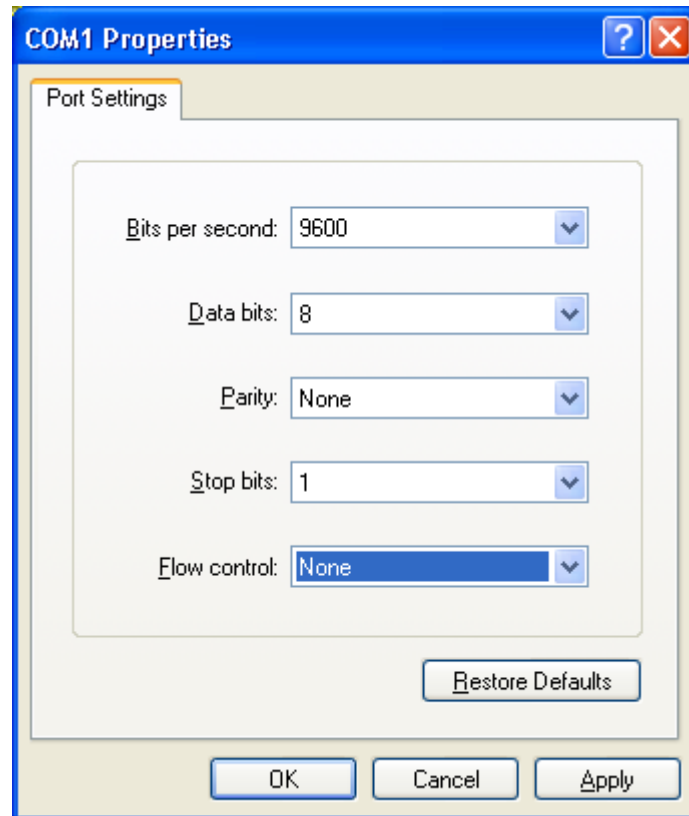 COM1 Properties
Port Settings
Bits per second: 9600
Data bits: 8
Parity: None
Stop bits: 1
Flow control: None
Restore Defaults
OK Cancel Apply